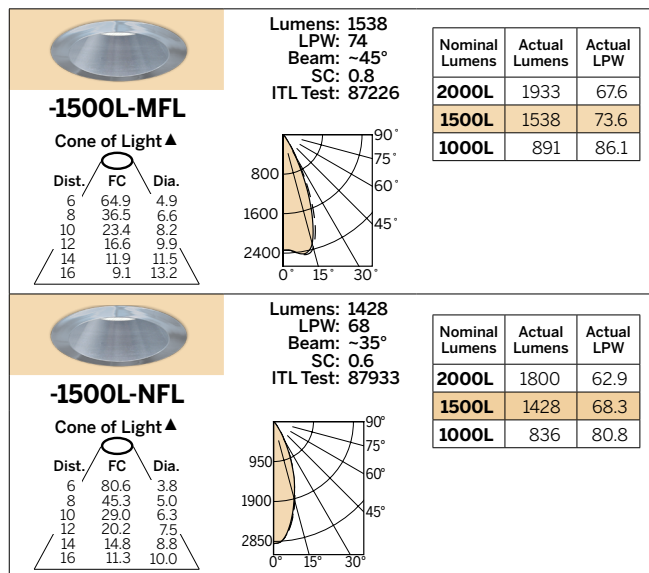 -1500L-MFL
Cone of Light▲
Dist. FC Dia.
6 64.9 4.9
8 36.5 6.6
10 23.4 8.2
12 16.6 9.9
14 11.9 11.5
16 9.1 13.2
Lumens: 1538
LPW: 74
Beam: ~45°
SC: 0.8
ITL Test: 87226
90°
75°
60°
45°
800
1600
2400
0° 15° 30°
Nominal Lumens Actual Lumens Actual LPW
2000L 1933 67.6
1500L 1538 73.6
1000L 891 86.1
-1500L-NFL
Cone of Light▲
Dist. FC Dia.
6 80.6 3.8
8 45.3 5.0
10 29.0 6.3
12 20.2 7.5
14 14.8 8.8
16 11.3 10.0
Lumens: 1428
LPW: 68
Beam: ~35°
SC: 0.6
ITL Test: 87933
90°
75°
60°
45°
950
1900
2850
0° 15° 30°
Nominal Lumens Actual Lumens Actual LPW
2000L 1800 62.9
1500L 1428 68.3
1000L 836 80.8